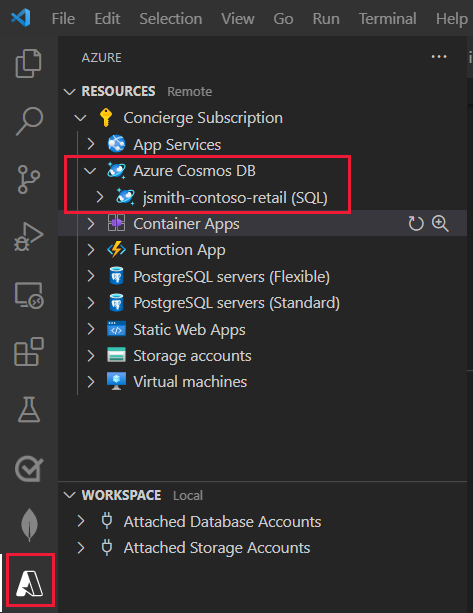 File Edit Selection View Go Run Terminal Help
AZURE
RESOURCES Remote
Concierge Subscription
App Services
Azure Cosmos DB
jsmith-contoso-retail (SQL)
Container Apps
Function App
PostgreSQL servers (Flexible)
PostgreSQL servers (Standard)
Static Web Apps
Storage accounts
Virtual machines
WORKSPACE Local
Attached Database Accounts
Attached Storage Accounts